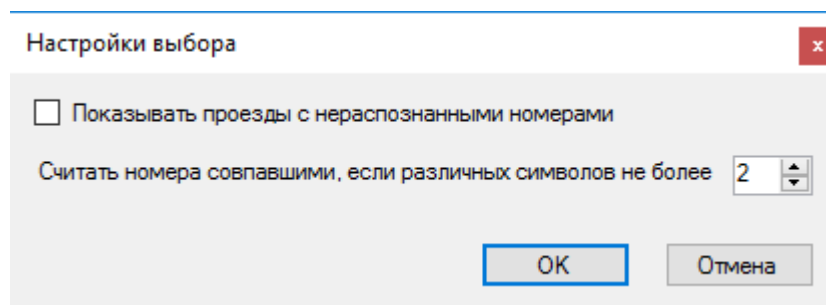 Настройки выбора
x
Показывать проезды с нераспознанными номерами
Считать номера совпавшими, если различных символов не более 2
OK Отмена